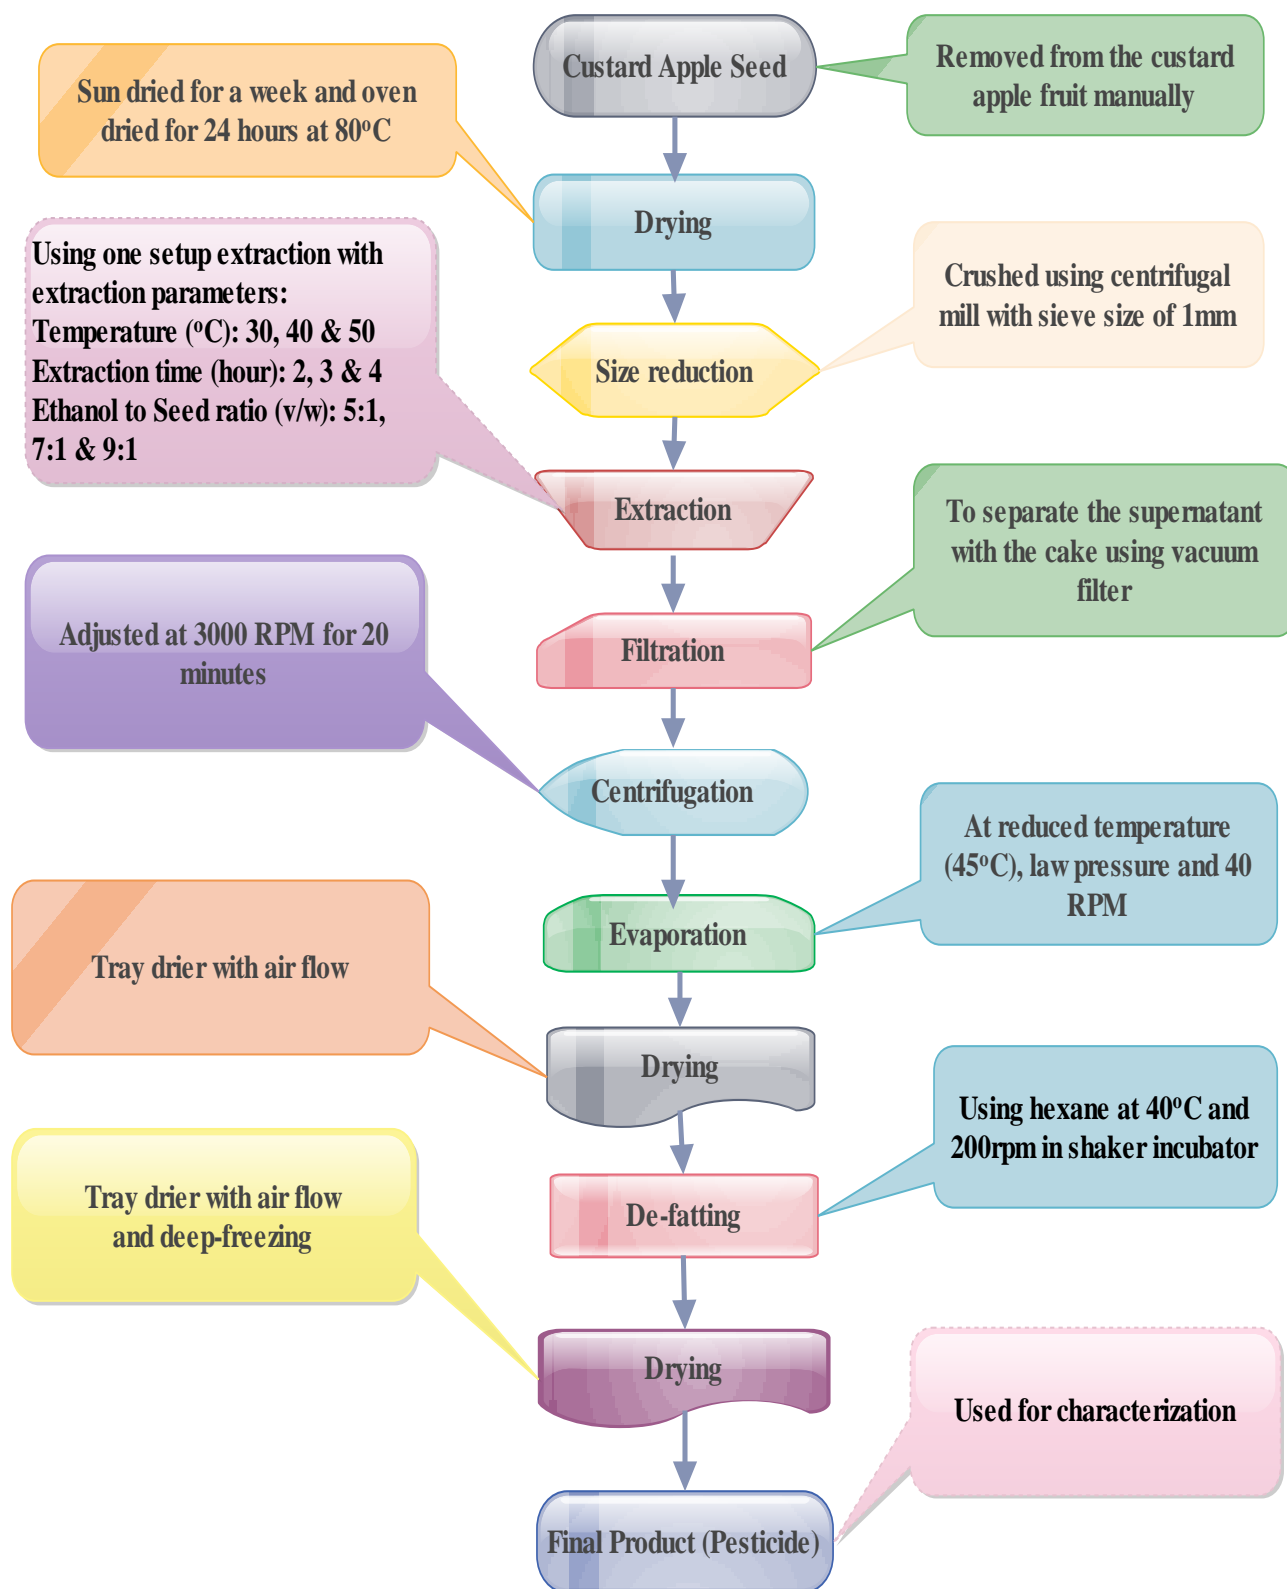 Custard Apple Seed
Removed from the custard
apple fruit manually
Sun dried for a week and oven
dried for 24 hours at 80°C
Drying
Using one setup extraction with
extraction parameters:
Temperature (°C): 30, 40 & 50
Extraction time (hour): 2, 3 & 4
Ethanol to Seed ratio (v/w): 5:1,
7:1 & 9:1
Crushed using centrifugal
mill with sieve size of 1mm
Size reduction
Extraction
To separate the supernatant
with the cake using vacuum
filter
Filtration
Adjusted at 3000 RPM for 20
minutes
Centrifugation
At reduced temperature
(45°C), law pressure and 40
RPM
Evaporation
Tray drier with air flow
Drying
Using hexane at 40°C and
200rpm in shaker incubator
De-fatting
Tray drier with air flow
and deep-freezing
Drying
Used for characterization
Final Product (Pesticide)